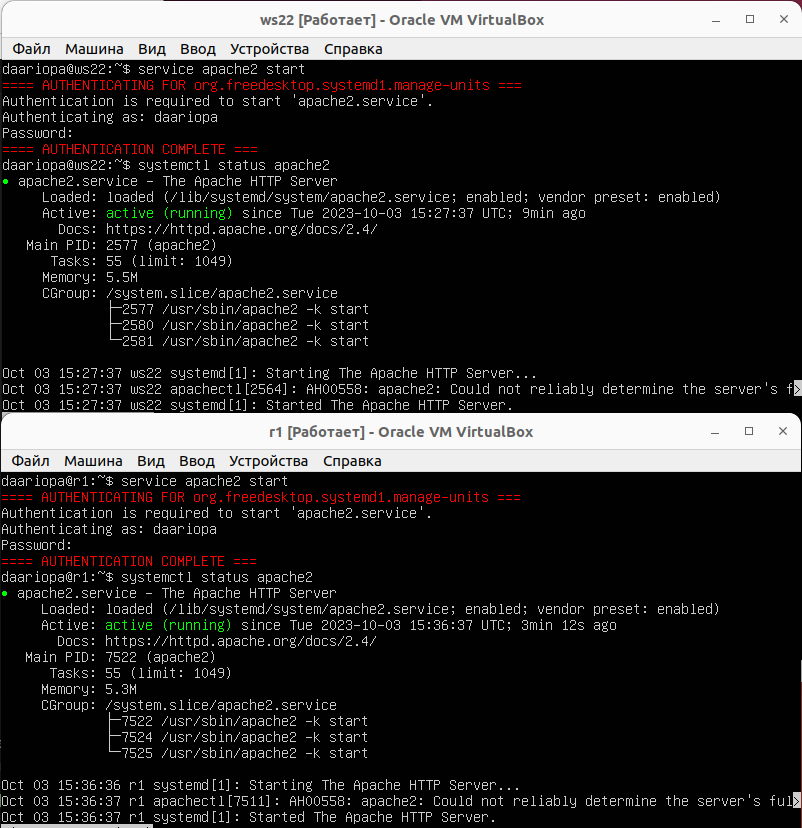 ws22 [Работает] - Oracle VM VirtualBox
Файл Машина Вид Ввод Устройства Справка
daariopa@ws22:~$ service apache2 start
==== AUTHENTICATING FOR org.freedesktop.systemd1.manage-units ===
Authentication is required to start 'apache2.service'.
Authenticating as: daariopa
Password:
==== AUTHENTICATION COMPLETE ===
daariopa@ws22:~$ systemctl status apache2
● apache2.service - The Apache HTTP Server
Loaded: loaded (/lib/systemd/system/apache2.service; enabled; vendor preset: enabled)
Active: active (running) since Tue 2023-10-03 15:27:37 UTC; 9min ago
Docs: https://httpd.apache.org/docs/2.4/
Main PID: 2577 (apache2)
Tasks: 55 (limit: 1049)
Memory: 5.5M
CGroup: /system.slice/apache2.service
├─2577 /usr/sbin/apache2 -k start
├─2580 /usr/sbin/apache2 -k start
└─2581 /usr/sbin/apache2 -k start
Oct 03 15:27:37 ws22 systemd[1]: Starting The Apache HTTP Server...
Oct 03 15:27:37 ws22 apachectl[2564]: AH00558: apache2: Could not reliably determine the server's f>
Oct 03 15:27:37 ws22 systemd[1]: Started The Apache HTTP Server.
r1 [Работает] - Oracle VM VirtualBox
Файл Машина Вид Ввод Устройства Справка
daariopa@r1:~$ service apache2 start
==== AUTHENTICATING FOR org.freedesktop.systemd1.manage-units ===
Authentication is required to start 'apache2.service'.
Authenticating as: daariopa
Password:
==== AUTHENTICATION COMPLETE ===
daariopa@r1:~$ systemctl status apache2
● apache2.service - The Apache HTTP Server
Loaded: loaded (/lib/systemd/system/apache2.service; enabled; vendor preset: enabled)
Active: active (running) since Tue 2023-10-03 15:36:37 UTC; 3min 12s ago
Docs: https://httpd.apache.org/docs/2.4/
Main PID: 7522 (apache2)
Tasks: 55 (limit: 1049)
Memory: 5.3M
CGroup: /system.slice/apache2.service
├─7522 /usr/sbin/apache2 -k start
├─7524 /usr/sbin/apache2 -k start
└─7525 /usr/sbin/apache2 -k start
Oct 03 15:36:36 r1 systemd[1]: Starting The Apache HTTP Server...
Oct 03 15:36:37 r1 apachectl[7511]: AH00558: apache2: Could not reliably determine the server's ful>
Oct 03 15:36:37 r1 systemd[1]: Started The Apache HTTP Server.